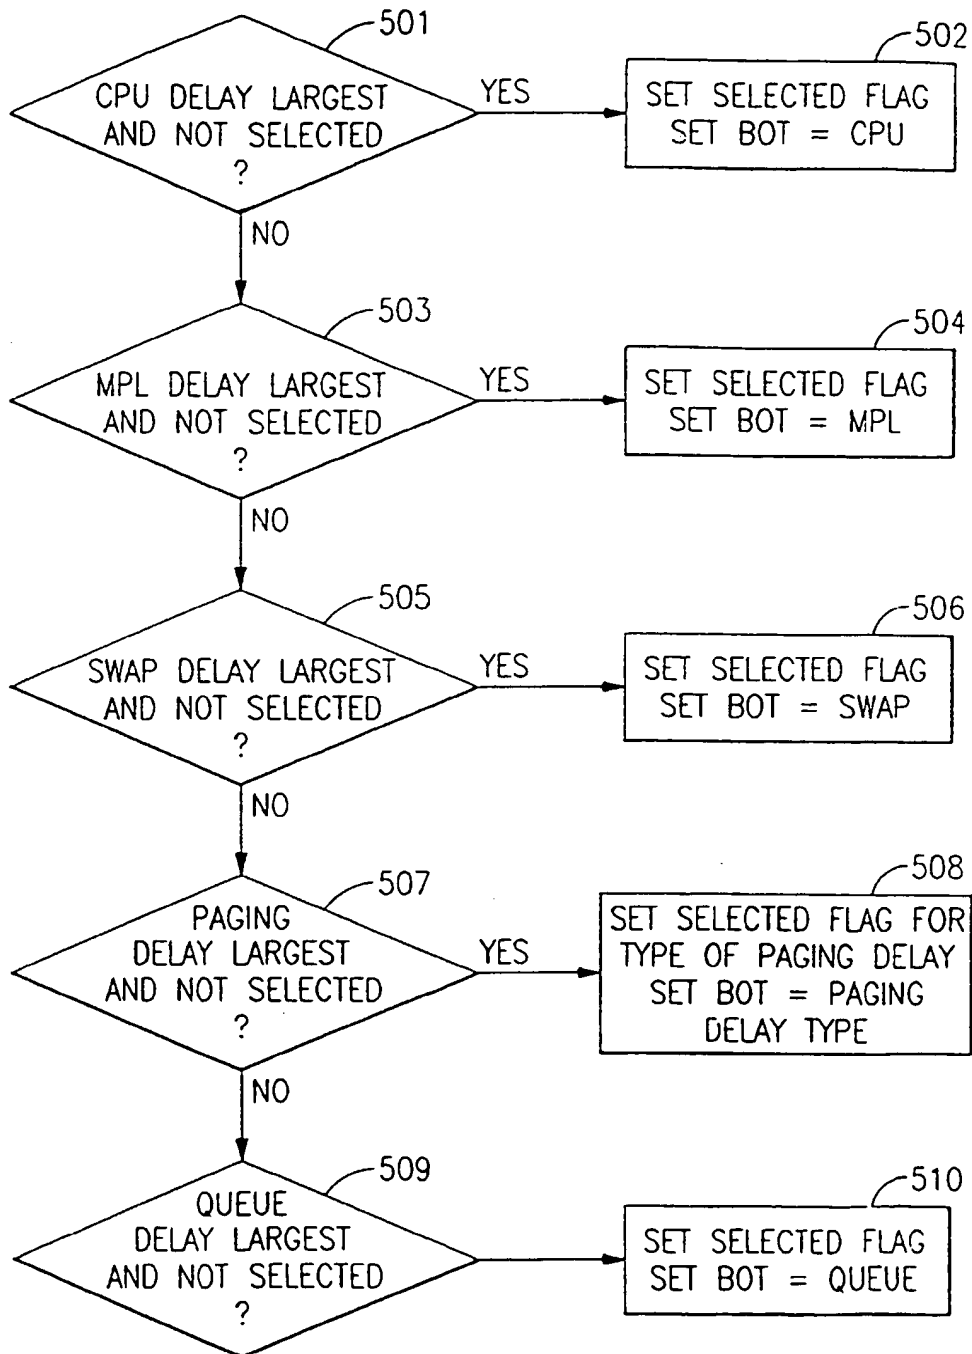 501
CPU DELAY LARGEST
AND NOT SELECTED
?
YES
502
SET SELECTED FLAG
SET BOT = CPU
NO
503
MPL DELAY LARGEST
AND NOT SELECTED
?
YES
504
SET SELECTED FLAG
SET BOT = MPL
NO
505
SWAP DELAY LARGEST
AND NOT SELECTED
?
YES
506
SET SELECTED FLAG
SET BOT = SWAP
NO
507
PAGING
DELAY LARGEST
AND NOT SELECTED
?
YES
508
SET SELECTED FLAG FOR
TYPE OF PAGING DELAY
SET BOT = PAGING
DELAY TYPE
NO
509
QUEUE
DELAY LARGEST
AND NOT SELECTED
?
510
SET SELECTED FLAG
SET BOT = QUEUE